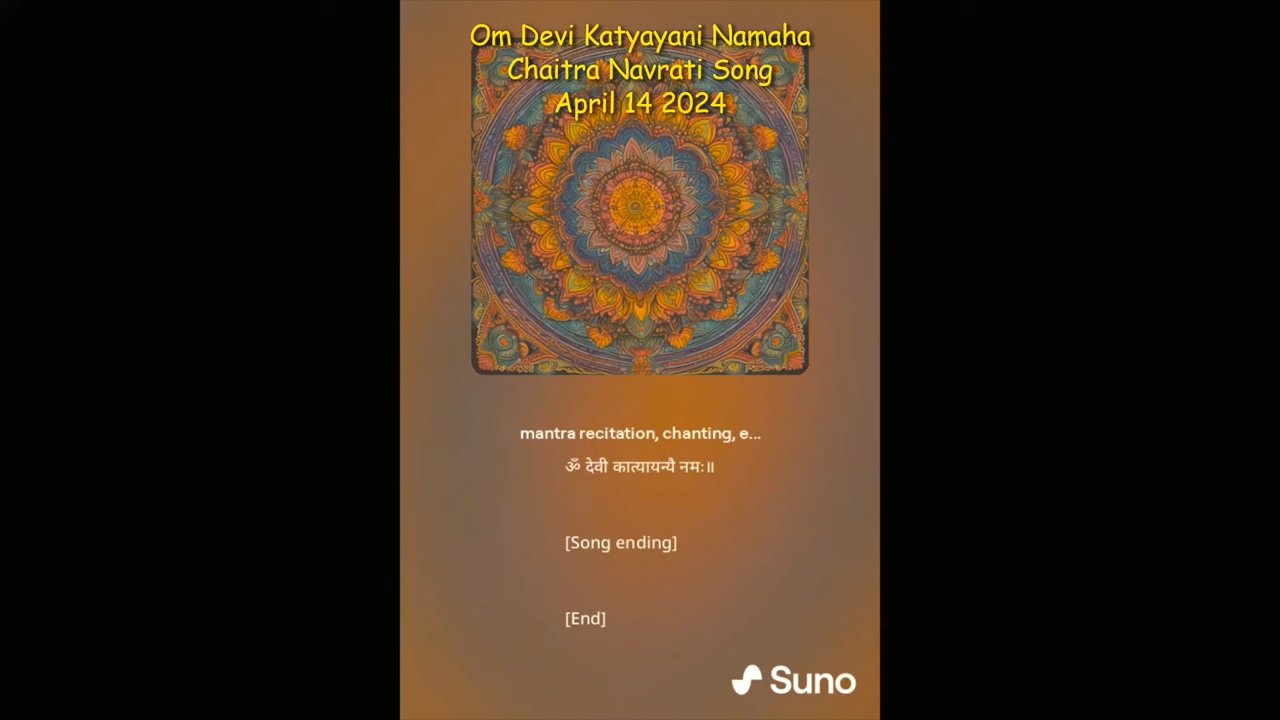 Om Devi Katyayani Namaha
Chaitra Navrati Song
April 14 2024
mantra recitation, chanting, e...
ॐ देवी कात्यायन्यै नमः॥
[Song ending]
[End]
Suno